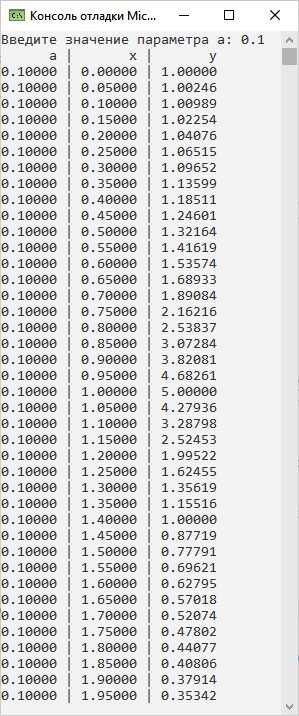 Консоль отладки Mic...
Введите значение параметра a: 0.1
a | x | y
0.10000 | 0.00000 | 1.00000
0.10000 | 0.05000 | 1.00246
0.10000 | 0.10000 | 1.00989
0.10000 | 0.15000 | 1.02254
0.10000 | 0.20000 | 1.04076
0.10000 | 0.25000 | 1.06515
0.10000 | 0.30000 | 1.09652
0.10000 | 0.35000 | 1.13599
0.10000 | 0.40000 | 1.18511
0.10000 | 0.45000 | 1.24601
0.10000 | 0.50000 | 1.32164
0.10000 | 0.55000 | 1.41619
0.10000 | 0.60000 | 1.53574
0.10000 | 0.65000 | 1.68933
0.10000 | 0.70000 | 1.89084
0.10000 | 0.75000 | 2.16216
0.10000 | 0.80000 | 2.53837
0.10000 | 0.85000 | 3.07284
0.10000 | 0.90000 | 3.82081
0.10000 | 0.95000 | 4.68261
0.10000 | 1.00000 | 5.00000
0.10000 | 1.05000 | 4.27936
0.10000 | 1.10000 | 3.28798
0.10000 | 1.15000 | 2.52453
0.10000 | 1.20000 | 1.99522
0.10000 | 1.25000 | 1.62455
0.10000 | 1.30000 | 1.35619
0.10000 | 1.35000 | 1.15516
0.10000 | 1.40000 | 1.00000
0.10000 | 1.45000 | 0.87719
0.10000 | 1.50000 | 0.77791
0.10000 | 1.55000 | 0.69621
0.10000 | 1.60000 | 0.62795
0.10000 | 1.65000 | 0.57018
0.10000 | 1.70000 | 0.52074
0.10000 | 1.75000 | 0.47802
0.10000 | 1.80000 | 0.44077
0.10000 | 1.85000 | 0.40806
0.10000 | 1.90000 | 0.37914
0.10000 | 1.95000 | 0.35342